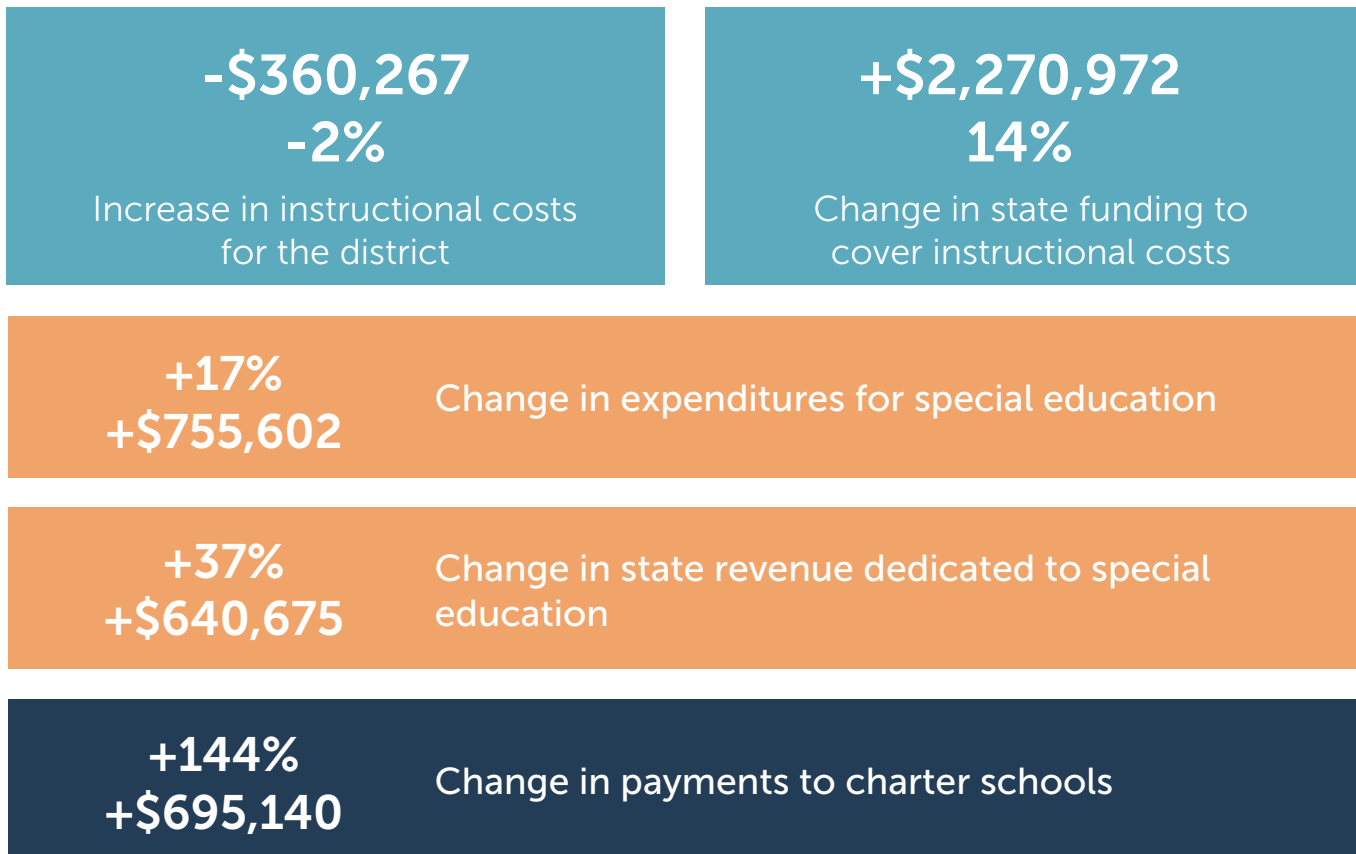 -$360,267
-2%
Increase in instructional costs
for the district
+$2,270,972
14%
Change in state funding to
cover instructional costs
+17%
+$755,602
Change in expenditures for special education
+37%
+$640,675
Change in state revenue dedicated to special
education
+144%
+$695,140
Change in payments to charter schools